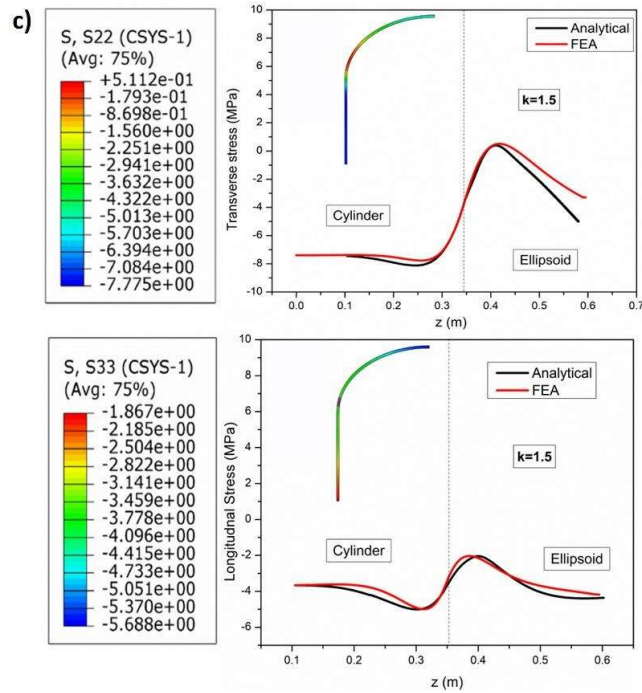 c)
S, S22 (CSYS-1)
(Avg: 75%)
+5.112e-01
-1.793e-01
-8.698e-01
-1.560e+00
-2.251e+00
-2.941e+00
-3.632e+00
-4.322e+00
-5.013e+00
-5.703e+00
-6.394e+00
-7.084e+00
-7.775e+00
Transverse stress (MPa)
10
8
6
4
2
0
-2
-4
-6
-8
-10
Analytical
FEA
k=1.5
Cylinder
Ellipsoid
0.0 0.1 0.2 0.3 0.4 0.5 0.6 0.7
z (m)
S, S33 (CSYS-1)
(Avg: 75%)
-1.867e+00
-2.185e+00
-2.504e+00
-2.822e+00
-3.141e+00
-3.459e+00
-3.778e+00
-4.096e+00
-4.415e+00
-4.733e+00
-5.051e+00
-5.370e+00
-5.688e+00
Longitudnal Stress (MPa)
10
8
6
4
2
0
-2
-4
-6
Analytical
FEA
k=1.5
Cylinder
Ellipsoid
0.1 0.2 0.3 0.4 0.5 0.6
z (m)